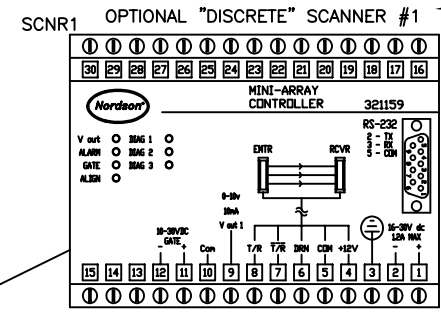 SCNR1
OPTIONAL "DISCRETE" SCANNER #1
30 29 28 27 26 25 24 23 22 21 20 19 18 17 16
Nordson
MINI-ARRAY
CONTROLLER
321159
V out
ALARM
GATE
ALIGN
DIAG 1
DIAG 2
DIAG 3
RS-232
2 - TX
3 - RX
5 - COM
EMTR
RCVR
0-10v
10mA
V out 1
10-30VDC
GATE
- +
Com
T/R T/R DRN COM +12V
16-30V dc
1.2A MAX
- +
15 14 13 12 11 10 9 8 7 6 5 4 3 2 1